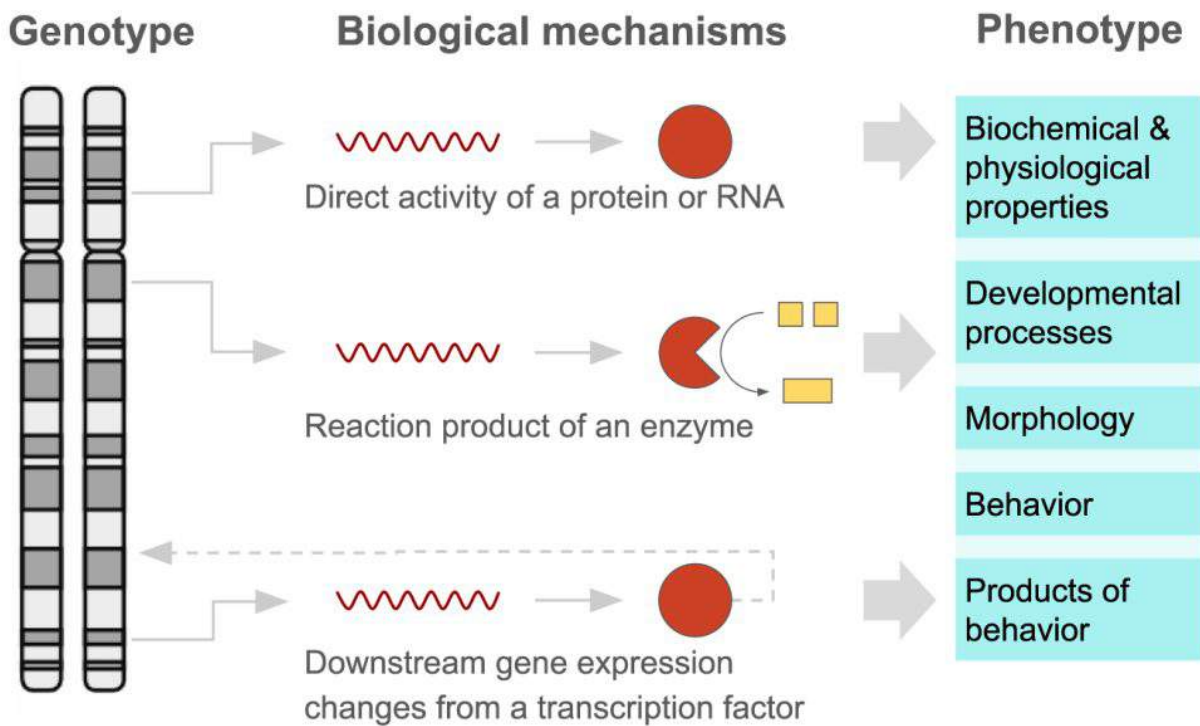 Genotype
Biological mechanisms
Phenotype
Direct activity of a protein or RNA
Reaction product of an enzyme
Downstream gene expression
changes from a transcription factor
Biochemical &
physiological
properties
Developmental
processes
Morphology
Behavior
Products of
behavior